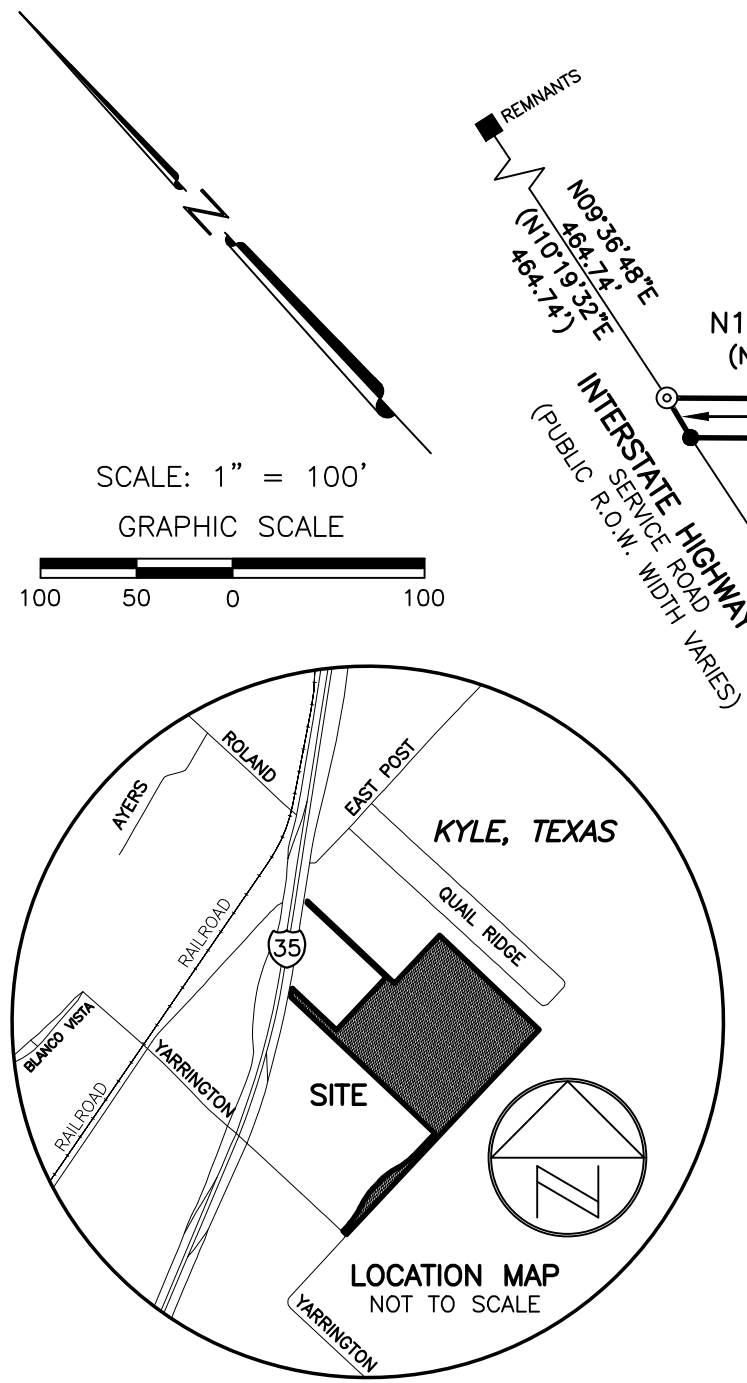 REMNANTS
N09°36'48"E
464.74'
(N10°19'32"E
464.74')
N1
(N
INTERSTATE HIGHWAY
SERVICE ROAD
(PUBLIC R.O.W. WIDTH VARIES)
N
SCALE: 1" = 100'
GRAPHIC SCALE
100 50 0 100
ROLAND
AYERS
EAST POST
KYLE, TEXAS
QUAIL RIDGE
RAILROAD
35
BLANCO VISTA
YARRINGTON
RAILROAD
SITE
N
LOCATION MAP
NOT TO SCALE
YARRINGTON